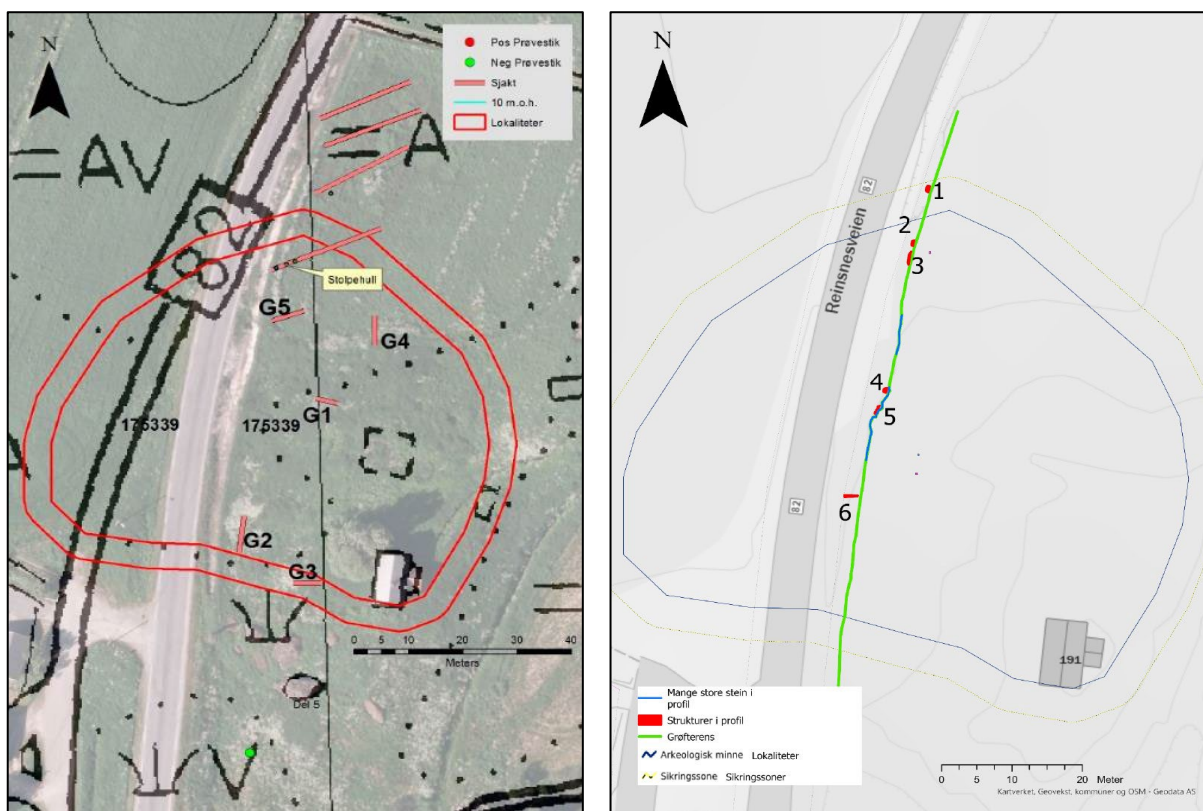 N
Pos Prøvestik
Neg Prøvestik
Sjakt
10 m.o.h.
Lokaliteter
= AV
= A
82
Stolpehull
G5
G4
G1
175339
175339
G2
G3
0 5 10 20 30 40
Meters
Del 5
V
N
82
Reinsnesveien
1
2
3
4
5
6
82
191
Mange store stein i
profil
Strukturer i profil
Grøfterens
Arkeologisk minne Lokaliteter
Sikringssone Sikringssoner
0 5 10 20
Meter
Kartverket, Geovekst, kommuner og OSM - Geodata AS